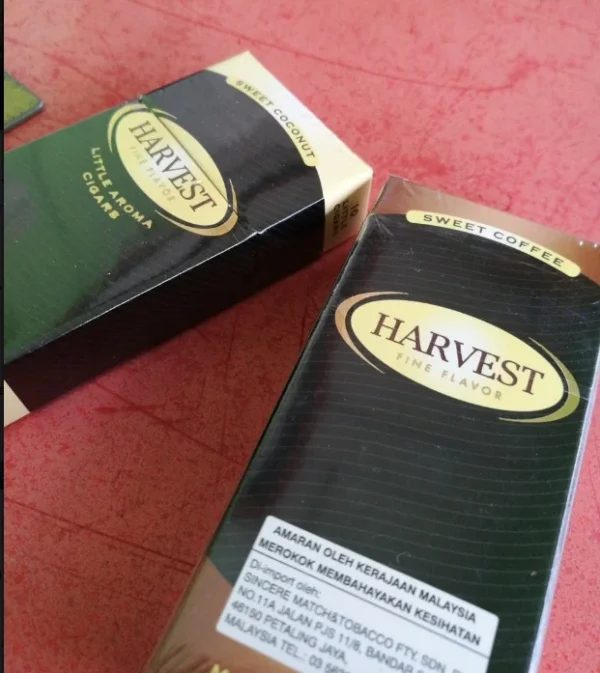 SWEET COCONUT
HARVEST
FINE FLAVOR
LITTLE AROMA
CIGARS
10
LITTLE
CIGARS
SWEET COFFEE
HARVEST
FINE FLAVOR
AMARAN OLEH KERAJAAN MALAYSIA
MEROKOK MEMBAHAYAKAN KESIHATAN
Di-import oleh:
SINCERE MATCH&TOBACCO FTY. SDN.
NO.11A JALAN PJS 11/8, BANDAR
46150 PETALING JAYA,
MALAYSIA TEL.: 03